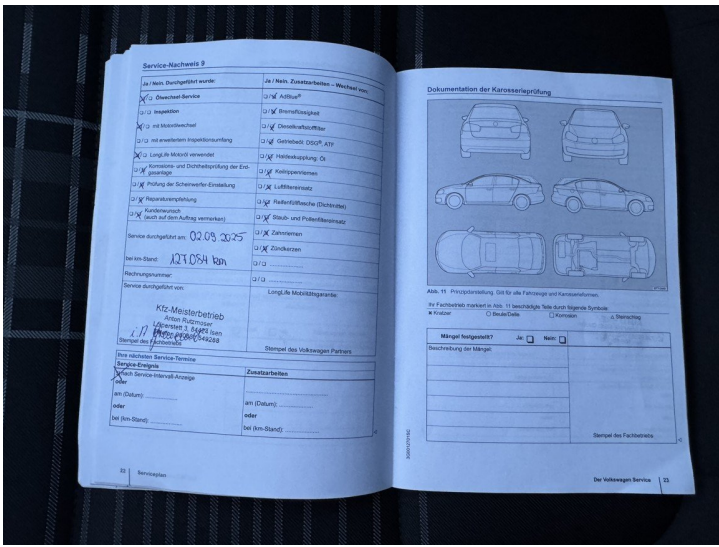 Service-Nachweis 9
Ja / Nein. Durchgeführt wurde:
☒/☐ Ölwechsel-Service
☐/☐ Inspektion
☒/☐ mit Motorölwechsel
☐/☐ mit erweitertem Inspektionsumfang
☒/☐ LongLife Motoröl verwendet
☐/☒ Korrosions- und Dichtheitsprüfung der Erd-
gasanlage
☐/☒ Prüfung der Scheinwerfer-Einstellung
☐/☒ Reparaturempfehlung
☐/☒ Kundenwunsch
(auch auf dem Auftrag vermerken)
Service durchgeführt am: 02.09.2025
bei km-Stand: 127.084 km
Rechnungsnummer:
Service durchgeführt von:
Kfz-Meisterbetrieb
Anton Rutzmoser
Stempel des Fachbetriebs
Ja / Nein. Zusatzarbeiten – Wechsel von:
☐/☒ AdBlue®
☐/☒ Bremsflüssigkeit
☐/☒ Dieselkraftstofffilter
☐/☒ Getriebeöl: DSG®, ATF
☐/☒ Haldexkupplung: Öl
☐/☒ Keilrippenriemen
☐/☒ Luftfiltereinsatz
☐/☒ Reifenfüllflasche (Dichtmittel)
☐/☒ Staub- und Pollenfiltereinsatz
☐/☒ Zahnriemen
☐/☒ Zündkerzen
☐/☐
☐/☐
LongLife Mobilitätsgarantie:
Stempel des Volkswagen Partners
Ihre nächsten Service-Termine
Service-Ereignis
nach Service-Intervall-Anzeige
oder
am (Datum):
oder
bei (km-Stand):
Zusatzarbeiten
am (Datum):
oder
bei (km-Stand):
22 Serviceplan
Dokumentation der Karosserieprüfung
Abb. 11 Prinzipdarstellung. Gilt für alle Fahrzeuge und Karosserieformen.
Ihr Fachbetrieb markiert in Abb. 11 beschädigte Teile durch folgende Symbole:
× Kratzer ☐ Beule/Delle ○ Korrosion △ Steinschlag
Mängel festgestellt? Ja: ☐ Nein: ☐
Beschreibung der Mängel:
Stempel des Fachbetriebs
Der Volkswagen Service 23